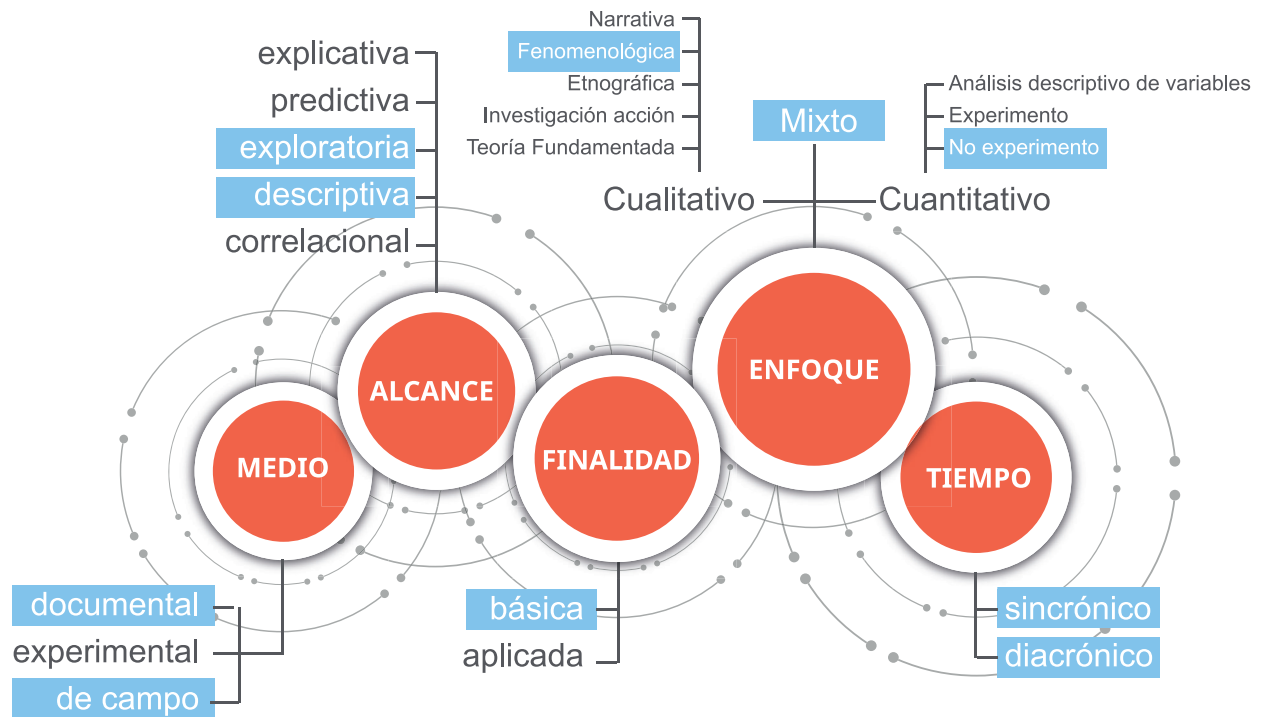 explicativa
predictiva
exploratoria
descriptiva
correlacional
Narrativa
Fenomenológica
Etnográfica
Investigación acción
Teoría Fundamentada
Mixto
Análisis descriptivo de variables
Experimento
No experimento
Cualitativo
Cuantitativo
MEDIO
ALCANCE
FINALIDAD
ENFOQUE
TIEMPO
documental
experimental
de campo
básica
aplicada
sincrónico
diacrónico